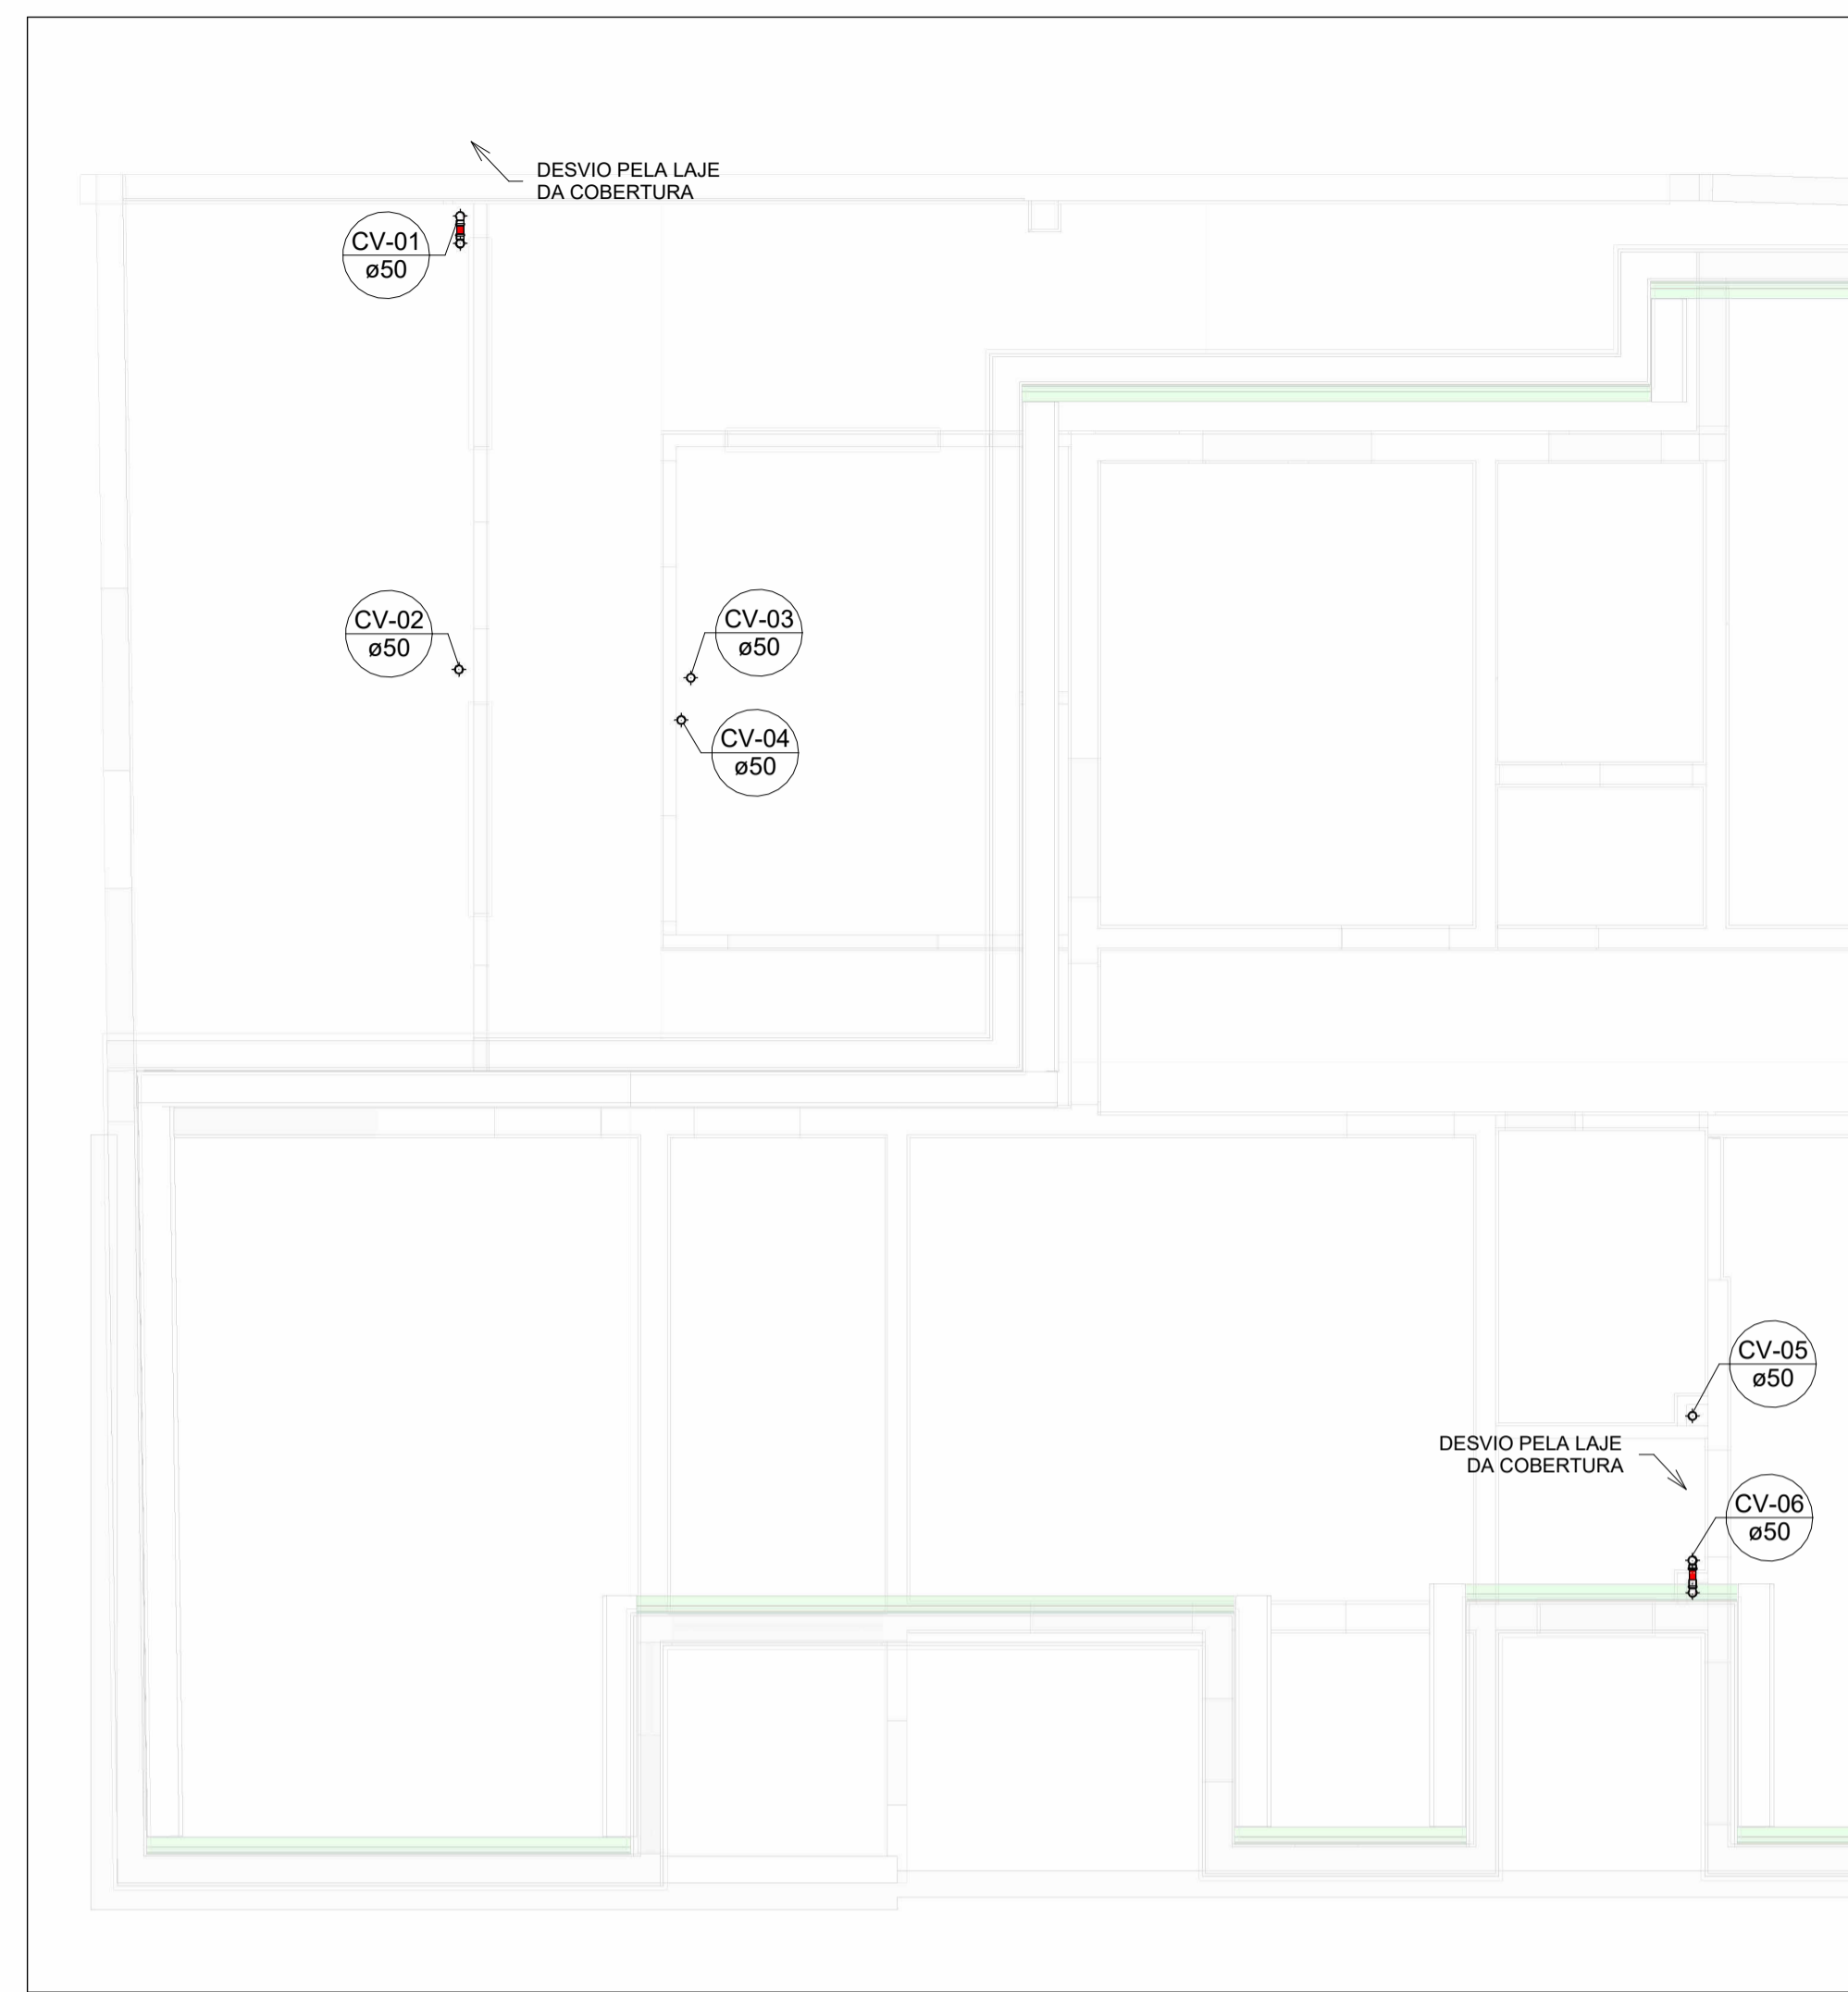 DESVIO PELA LAJE
DA COBERTURA
CV-01
ø50
CV-02
ø50
CV-03
ø50
CV-04
ø50
CV-05
ø50
DESVIO PELA LAJE
DA COBERTURA
CV-06
ø50